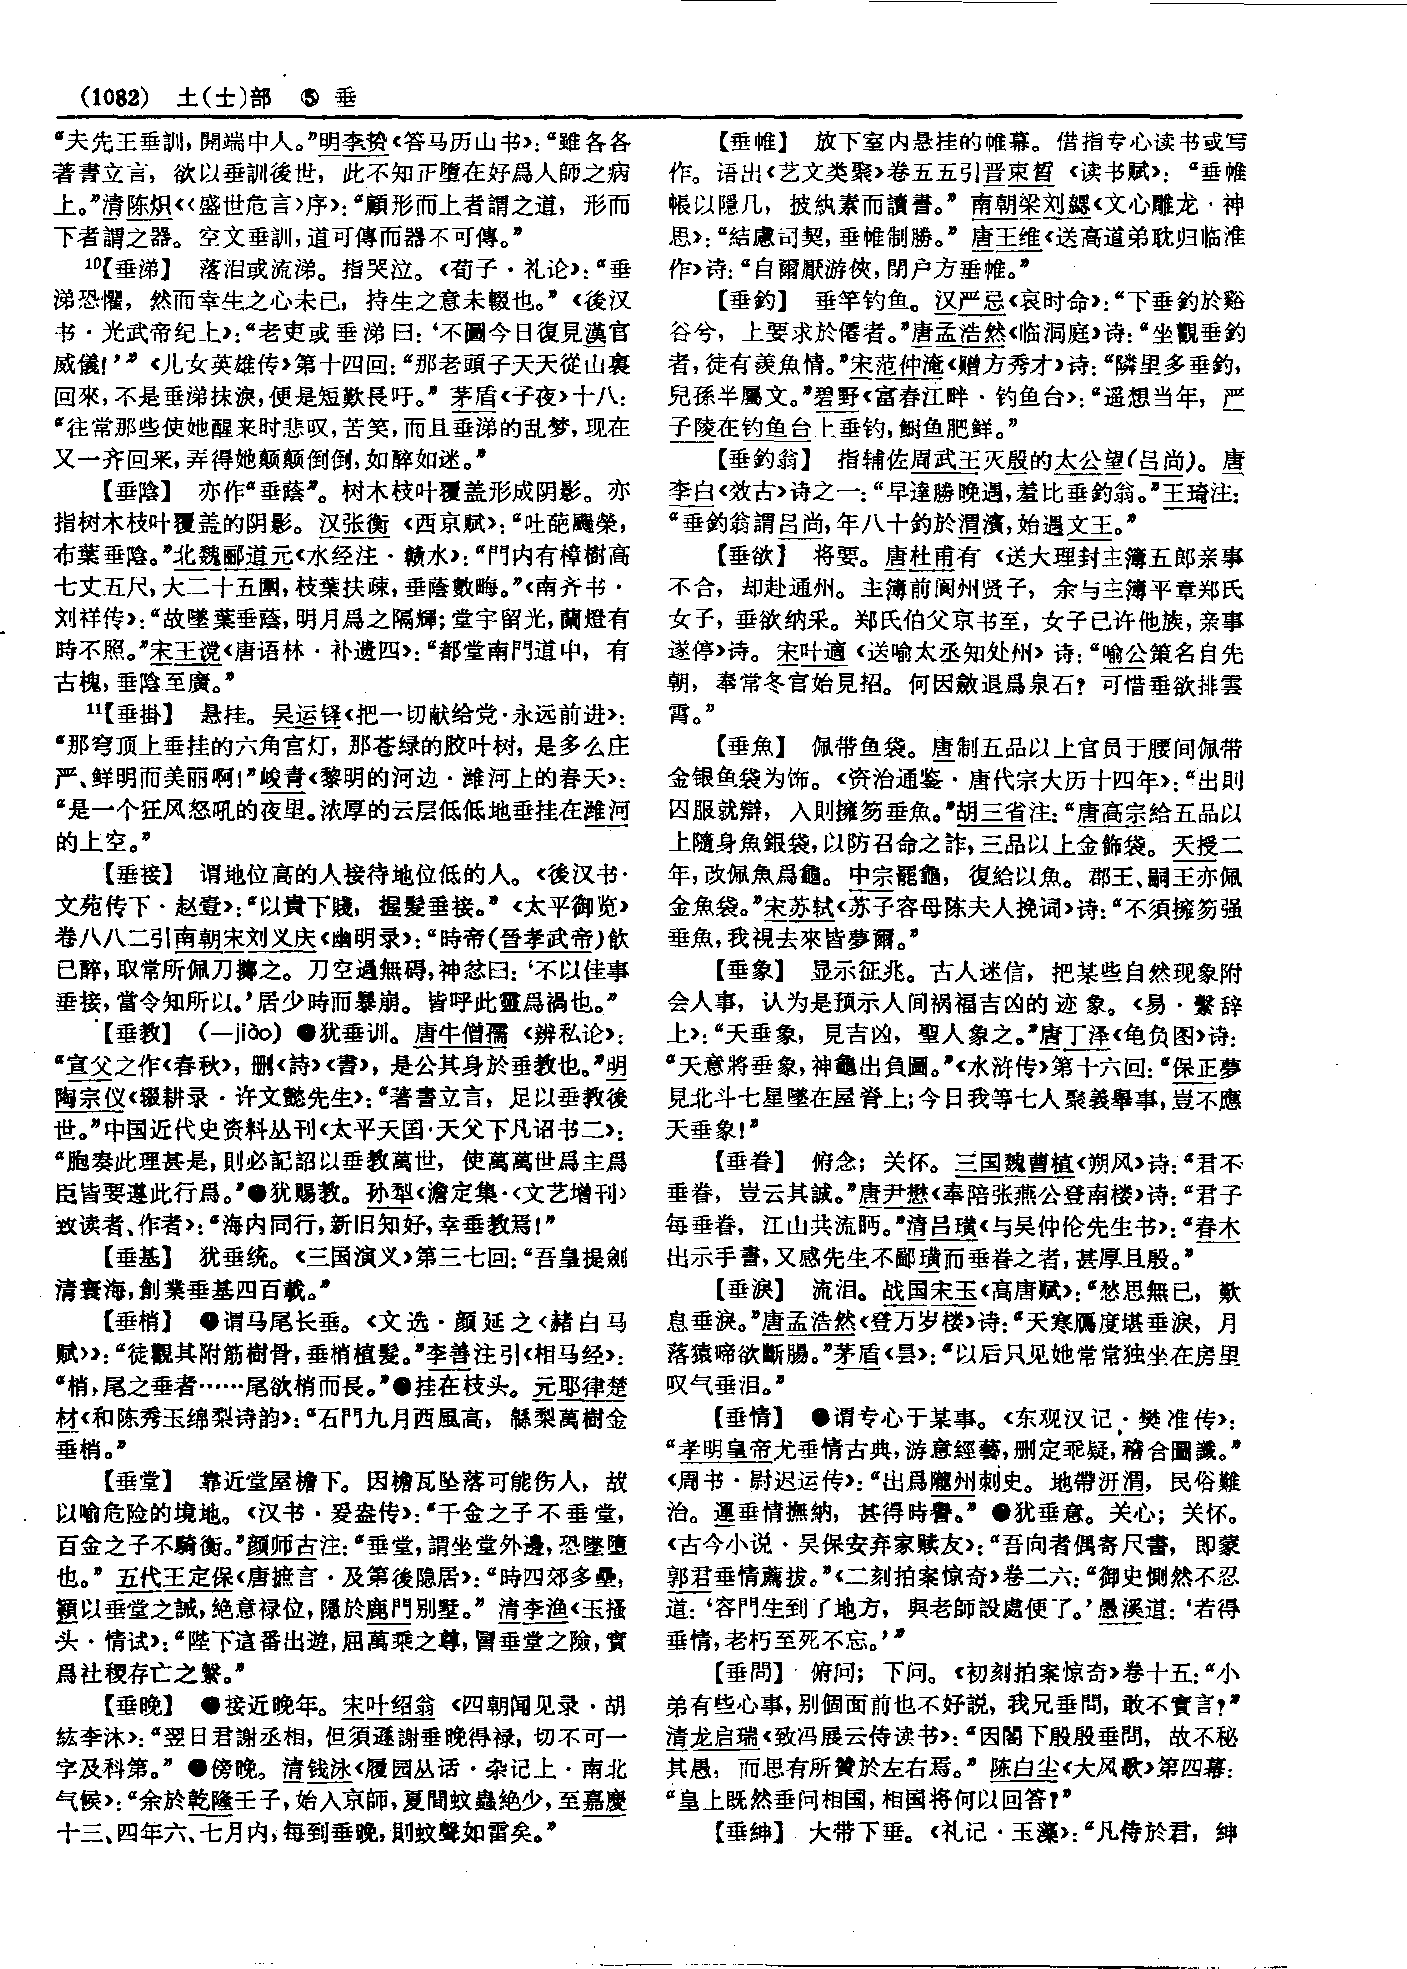 (1082) 土(士)部 ⑤ 垂
“夫先王垂訓,開端中人。”明李贽《答马历山书》:“雖各各
著書立言，欲以垂訓後世，此不知正墮在好爲人師之病
上。”清陈炽《〈盛世危言〉序》:“顧形而上者謂之道，形而
下者謂之器。空文垂訓,道可傳而器不可傳。”
10【垂涕】 落泪或流涕。指哭泣。《荀子·礼论》:“垂
涕恐懼，然而幸生之心未已，持生之意未輟也。”《後汉
书·光武帝纪上》:“老吏或垂涕曰:‘不圖今日復見漢官
威儀!’”《儿女英雄传》第十四回:“那老頭子天天從山裏
回來,不是垂涕抹淚,便是短歎長吁。”茅盾《子夜》十八:
“往常那些使她醒来时悲叹,苦笑,而且垂涕的乱梦,现在
又一齐回来,弄得她颠颠倒倒,如醉如迷。”
【垂陰】 亦作“垂蔭”。树木枝叶覆盖形成阴影。亦
指树木枝叶覆盖的阴影。汉张衡《西京赋》:“吐葩颺榮，
布葉垂陰。”北魏郦道元《水经注·赣水》:“門内有樟樹高
七丈五尺,大二十五圍,枝葉扶疎,垂蔭數畮。”《南齐书·
刘祥传》:“故墜葉垂蔭,明月爲之隔輝;堂宇留光,蘭燈有
時不照。”宋王谠《唐语林·补遗四》:“都堂南門道中，有
古槐,垂陰至廣。”
11【垂掛】 悬挂。吴运铎《把一切献给党·永远前进》:
“那穹顶上垂挂的六角宫灯，那苍绿的胶叶树，是多么庄
严、鲜明而美丽啊!”峻青《黎明的河边·潍河上的春天》:
“是一个狂风怒吼的夜里。浓厚的云层低低地垂挂在潍河
的上空。”
【垂接】 谓地位高的人接待地位低的人。《後汉书·
文苑传下·赵壹》:“以貴下賤，握髮垂接。”《太平御览》
卷八八二引南朝宋刘义庆《幽明录》:“時帝(晉孝武帝)飲
已醉,取常所佩刀擲之。刀空過無碍,神忿曰:‘不以佳事
垂接,當令知所以。’居少時而暴崩。皆呼此靈爲禍也。”
【垂教】 (—jiào) ●犹垂训。唐牛僧孺《辨私论》:
“宣父之作《春秋》，删《詩》《書》，是公其身於垂教也。”明
陶宗仪《辍耕录·许文懿先生》:“著書立言，足以垂教後
世。”中国近代史资料丛刊《太平天囯·天父下凡诏书二》:
“胞奏此理甚是,則必記詔以垂教萬世，使萬萬世爲主爲
臣皆要遵此行爲。”●犹赐教。孙犁《澹定集·〈文艺增刊〉
致读者、作者》:“海内同行,新旧知好,幸垂教焉!”
【垂基】 犹垂统。《三国演义》第三七回:“吾皇提劍
清寰海,創業垂基四百載。”
【垂梢】 ●谓马尾长垂。《文选·颜延之〈赭白马
赋〉》:“徒觀其附筋樹骨,垂梢植髮。”李善注引《相马经》:
“梢,尾之垂者……尾欲梢而長。”●挂在枝头。元耶律楚
材《和陈秀玉绵梨诗韵》:“石門九月西風高，緜梨萬樹金
垂梢。”
【垂堂】 靠近堂屋檐下。因檐瓦坠落可能伤人，故
以喻危险的境地。《汉书·爰盎传》:“千金之子不垂堂，
百金之子不騎衡。”颜师古注:“垂堂,謂坐堂外邊,恐墜墮
也。”五代王定保《唐摭言·及第後隐居》:“時四郊多壘，
颖以垂堂之誡,絶意禄位,隱於鹿門别墅。”清李渔《玉搔
头·情试》:“陛下這番出遊,屈萬乘之尊,冒垂堂之險,實
爲社稷存亡之繫。”
【垂晚】 ●接近晚年。宋叶绍翁《四朝闻见录·胡
纮李沐》:“翌日君謝丞相，但須遜謝垂晚得禄，切不可一
字及科第。”●傍晚。清钱泳《履园丛话·杂记上·南北
气候》:“余於乾隆壬子,始入京師,夏間蚊蟲絶少,至嘉慶
十三、四年六、七月内,每到垂晚,則蚊聲如雷矣。”
【垂帷】 放下室内悬挂的帷幕。借指专心读书或写
作。语出《艺文类聚》卷五五引晋束皙《读书赋》:“垂帷
帳以隱几，披紈素而讀書。”南朝梁刘勰《文心雕龙·神
思》:“結慮司契,垂帷制勝。”唐王维《送高道弟耽归临淮
作》诗:“自爾厭游俠,閉户方垂帷。”
【垂釣】 垂竿钓鱼。汉严忌《哀时命》:“下垂釣於谿
谷兮，上要求於僊者。”唐孟浩然《临洞庭》诗:“坐觀垂釣
者,徒有羨魚情。”宋范仲淹《赠方秀才》诗:“隣里多垂釣,
兒孫半屬文。”碧野《富春江畔·钓鱼台》:“遥想当年，严
子陵在钓鱼台上垂钓,鲥鱼肥鲜。”
【垂釣翁】 指辅佐周武王灭殷的太公望(吕尚)。唐
李白《效古》诗之一:“早達勝晚遇,羞比垂釣翁。”王琦注:
“垂釣翁謂吕尚,年八十釣於渭濱,始遇文王。”
【垂欲】 将要。唐杜甫有《送大理封主簿五郎亲事
不合，却赴通州。主簿前阆州贤子，余与主簿平章郑氏
女子，垂欲纳采。郑氏伯父京书至，女子已许他族,亲事
遂停》诗。宋叶適《送喻太丞知处州》诗:“喻公策名自先
朝，奉常冬官始見招。何因斂退爲泉石?可惜垂欲排雲
霄。”
【垂魚】 佩带鱼袋。唐制五品以上官员于腰间佩带
金银鱼袋为饰。《资治通鉴·唐代宗大历十四年》:“出則
囚服就辯，入則擁笏垂魚。”胡三省注:“唐高宗给五品以
上隨身魚銀袋,以防召命之詐,三品以上金飾袋。天授二
年,改佩魚爲龜。中宗罷龜，復給以魚。郡王、嗣王亦佩
金魚袋。”宋苏轼《苏子容母陈夫人挽词》诗:“不須擁笏强
垂魚,我視去來皆夢爾。”
【垂象】 显示征兆。古人迷信，把某些自然现象附
会人事，认为是预示人间祸福吉凶的迹象。《易·繫辞
上》:“天垂象，見吉凶，聖人象之。”唐丁泽《龟负图》诗:
“天意將垂象,神龜出負圖。”《水浒传》第十六回:“保正夢
見北斗七星墜在屋脊上;今日我等七人聚義舉事,豈不應
天垂象!”
【垂眷】 俯念；关怀。三国魏曹植《朔风》诗:“君不
垂眷，豈云其誠。”唐尹懋《奉陪张燕公登南楼》诗:“君子
每垂眷，江山共流眄。”清吕璜《与吴仲伦先生书》:“春木
出示手書,又感先生不鄙璜而垂眷之者,甚厚且殷。”
【垂淚】 流泪。战国宋玉《高唐赋》:“愁思無已，歎
息垂淚。”唐孟浩然《登万岁楼》诗:“天寒鴈度堪垂淚，月
落猿啼欲斷腸。”茅盾《昙》:“以后只见她常常独坐在房里
叹气垂泪。”
【垂情】 ●谓专心于某事。《东观汉记·樊准传》:
“孝明皇帝尤垂情古典,游意經藝,删定乖疑,稽合圖讖。”
《周书·尉迟运传》:“出爲隴州刺史。地帶汧渭，民俗難
治。運垂情撫納，甚得時譽。”●犹垂意。关心；关怀。
《古今小说·吴保安弃家赎友》:“吾向者偶寄尺書，即蒙
郭君垂情薦拔。”《二刻拍案惊奇》卷二六:“御史惻然不忍
道:‘容門生到了地方，與老師設處便了。’愚溪道:‘若得
垂情,老朽至死不忘。’”
【垂問】 俯问；下问。《初刻拍案惊奇》卷十五:“小
弟有些心事,别個面前也不好説，我兄垂問，敢不實言?”
清龙启瑞《致冯展云侍读书》:“因閣下殷殷垂問，故不秘
其愚，而思有所贊於左右焉。”陈白尘《大风歌》第四幕:
“皇上既然垂问相国,相国将何以回答?”
【垂紳】 大带下垂。《礼记·玉藻》:“凡侍於君，紳